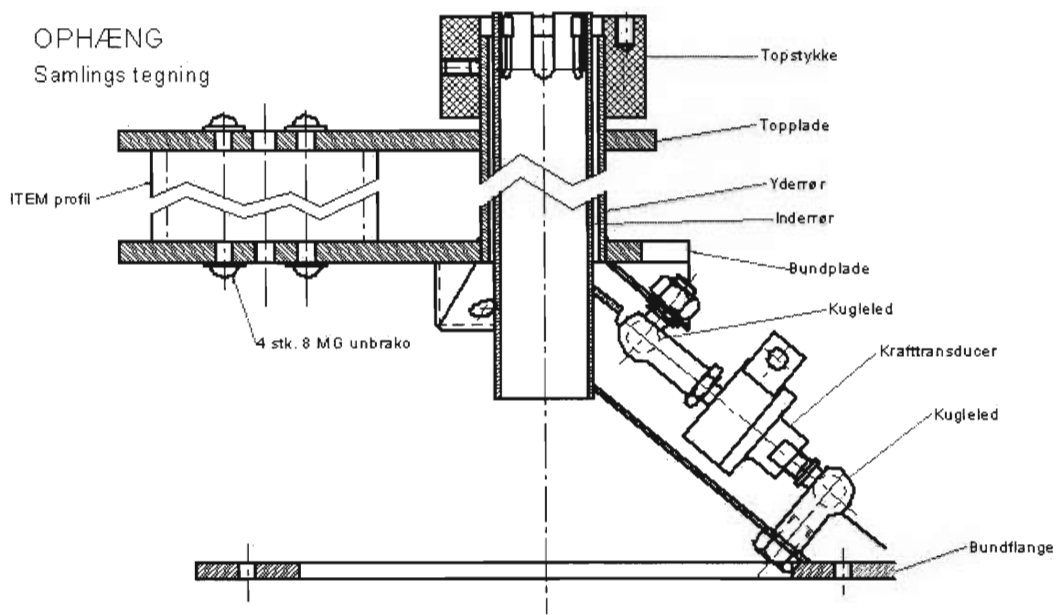 OPHÆNG
Samlings tegning
Topstykke
Topplade
ITEM profil
Yderrør
Inderrør
Bundplade
Kugleled
4 stk. 8 MG unbrako
Krafttransducer
Kugleled
Bundflange